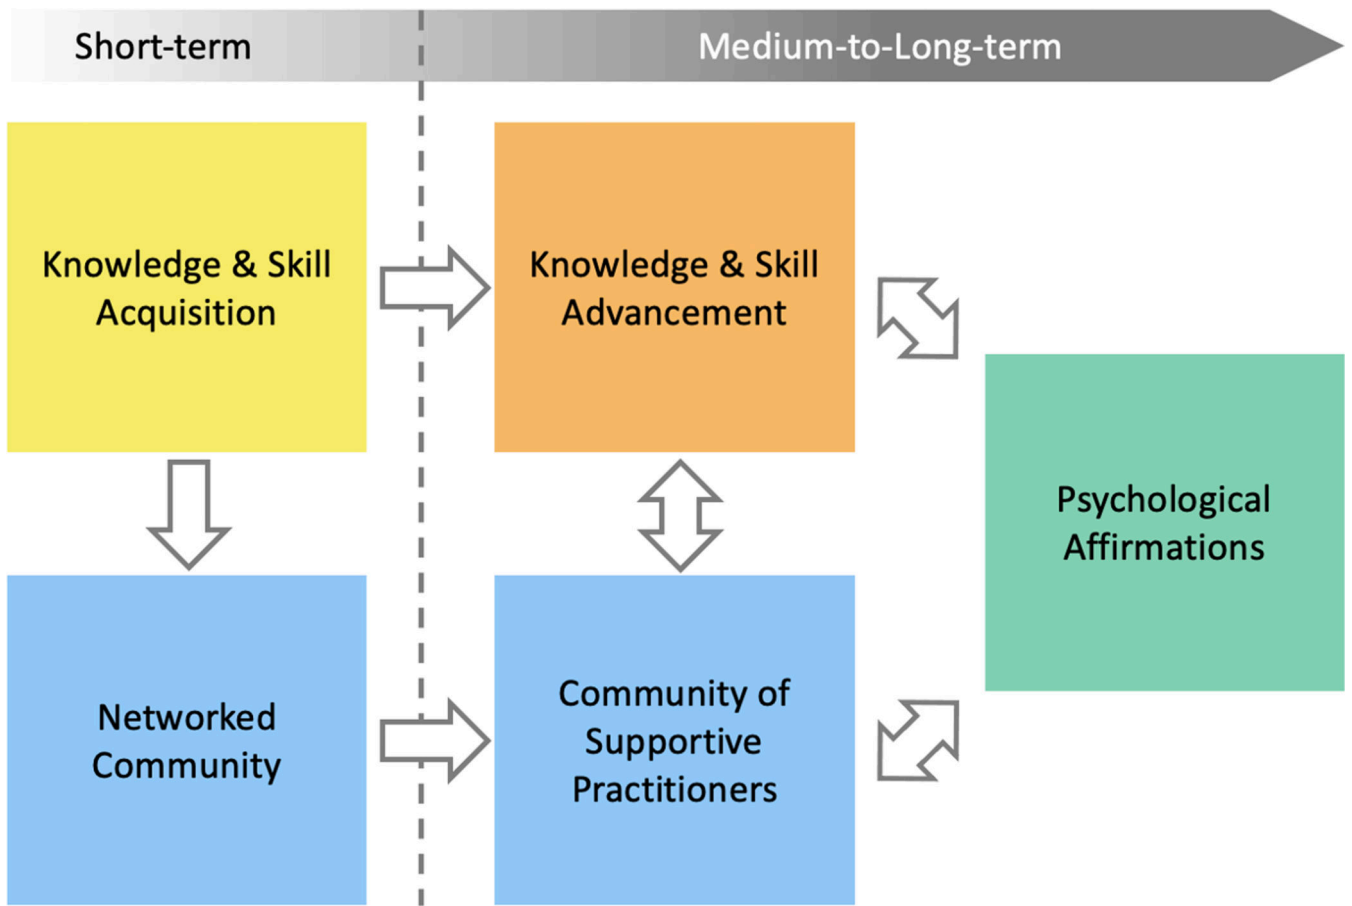 Short-term
Medium-to-Long-term
Knowledge & Skill
Acquisition
Knowledge & Skill
Advancement
Psychological
Affirmations
Networked
Community
Community of
Supportive
Practitioners